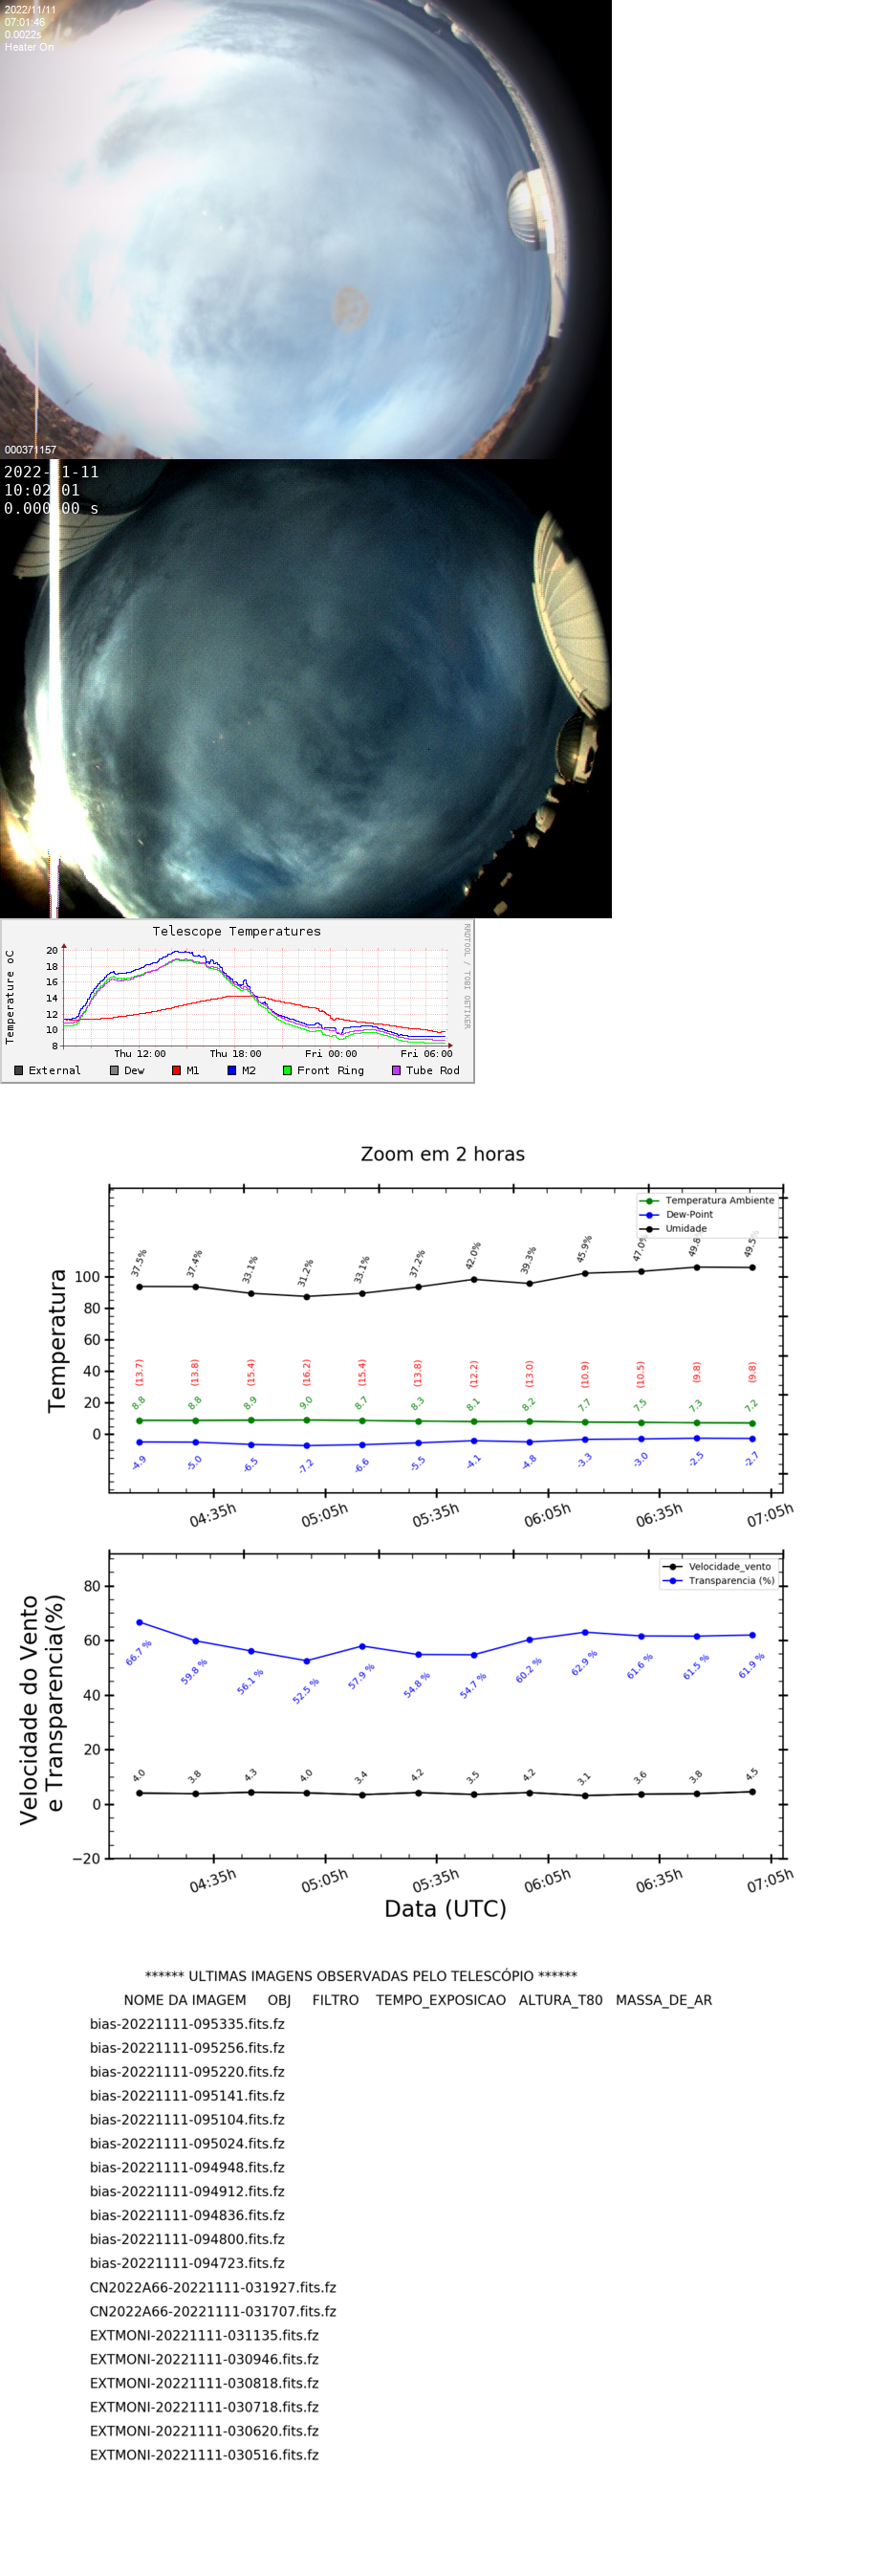 2022/11/11
07:01:46
0.0022s
Heater On
000371157
2022- 1-11
10:02 01
0.000 00 s
Telescope Temperatures
RRDTOOL / TOBI OETIKER
Temperature oC
20
18
16
14
12
10
8
Thu 12:00 Thu 18:00 Fri 00:00 Fri 06:00
External Dew M1 M2 Front Ring Tube Rod
Zoom em 2 horas
Temperatura Ambiente
Dew-Point
Umidade
37.5% 37.4% 33.1% 31.2% 33.1% 37.2% 42.0% 39.3% 45.9% 47.0% 49.8% 49.5%
Temperatura
100
80
60
40
20
0
(13.7) (13.8) (15.4) (16.2) (15.4) (13.8) (12.2) (13.0) (10.9) (10.5) (9.8) (9.8)
8.8 8.8 8.9 9.0 8.7 8.3 8.1 8.2 7.7 7.5 7.3 7.2
-4.9 -5.0 -6.5 -7.2 -6.6 -5.5 -4.1 -4.8 -3.3 -3.0 -2.5 -2.7
04:35h 05:05h 05:35h 06:05h 06:35h 07:05h
Velocidade_vento
Transparencia (%)
Velocidade do Vento
e Transparencia(%)
80
60
40
20
0
−20
66.7 % 59.8 % 56.1 % 52.5 % 57.9 % 54.8 % 54.7 % 60.2 % 62.9 % 61.6 % 61.5 % 61.9 %
4.0 3.8 4.3 4.0 3.4 4.2 3.5 4.2 3.1 3.6 3.8 4.5
04:35h 05:05h 05:35h 06:05h 06:35h 07:05h
Data (UTC)
****** ULTIMAS IMAGENS OBSERVADAS PELO TELESCÓPIO ******
NOME DA IMAGEM OBJ FILTRO TEMPO_EXPOSICAO ALTURA_T80 MASSA_DE_AR
bias-20221111-095335.fits.fz
bias-20221111-095256.fits.fz
bias-20221111-095220.fits.fz
bias-20221111-095141.fits.fz
bias-20221111-095104.fits.fz
bias-20221111-095024.fits.fz
bias-20221111-094948.fits.fz
bias-20221111-094912.fits.fz
bias-20221111-094836.fits.fz
bias-20221111-094800.fits.fz
bias-20221111-094723.fits.fz
CN2022A66-20221111-031927.fits.fz
CN2022A66-20221111-031707.fits.fz
EXTMONI-20221111-031135.fits.fz
EXTMONI-20221111-030946.fits.fz
EXTMONI-20221111-030818.fits.fz
EXTMONI-20221111-030718.fits.fz
EXTMONI-20221111-030620.fits.fz
EXTMONI-20221111-030516.fits.fz